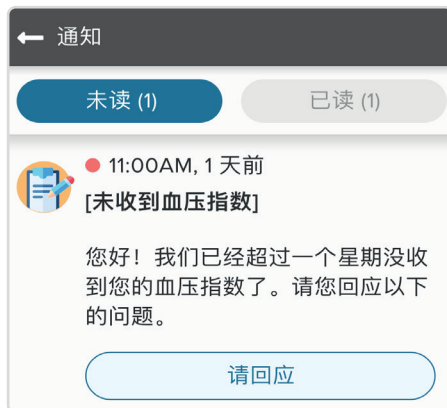 通知
未读 (1)
已读 (1)
11:00AM, 1 天前
[未收到血压指数]
您好！我们已经超过一个星期没收
到您的血压指数了。请您回应以下
的问题。
请回应